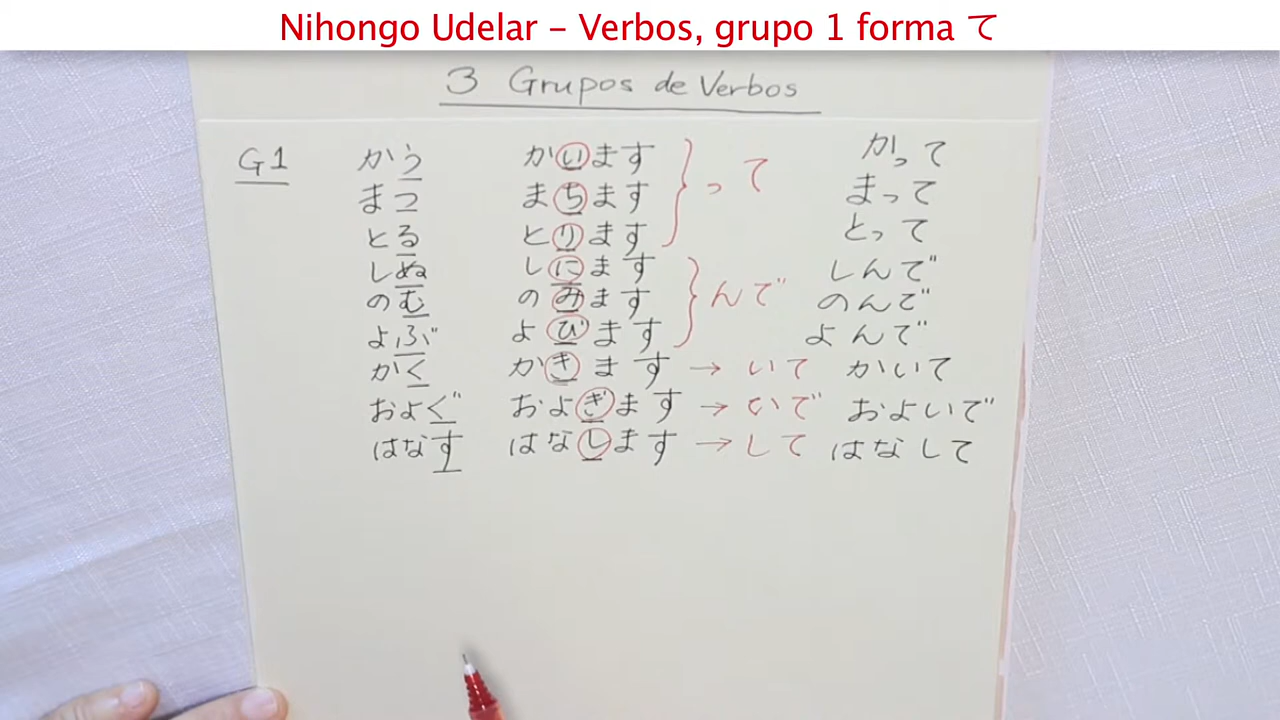 Nihongo Udelar – Verbos, grupo 1 forma て
3 Grupos de Verbos
G1 かう かいます } って かって
まつ まちます まって
とる とります とって
しぬ しにます } んで しんで
のむ のみます のんで
よぶ よびます よんで
かく かきます → いて かいて
およぐ およぎます → いで およいで
はなす はなします → して はなして